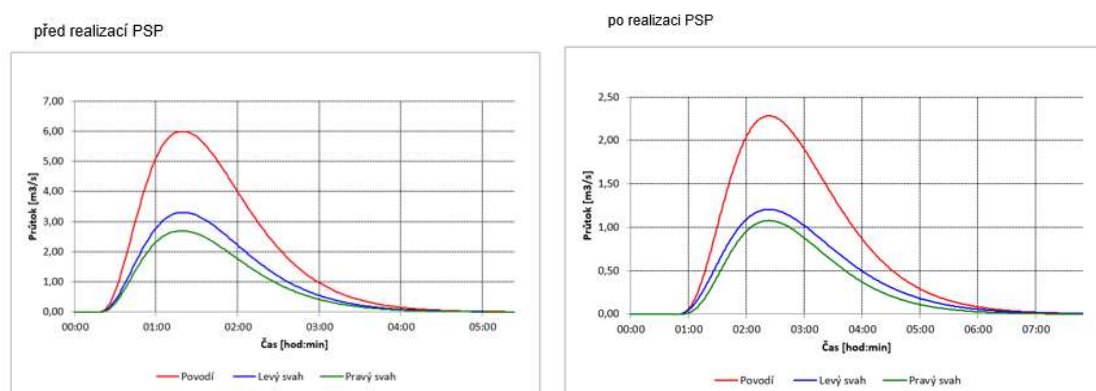 před realizací PSP
7,00
6,00
5,00
4,00
3,00
2,00
1,00
0,00
Průtok [m3/s]
00:00 01:00 02:00 03:00 04:00 05:00
Čas [hod:min]
Povodí Levý svah Pravý svah
po realizaci PSP
2,50
2,00
1,50
1,00
0,50
0,00
Průtok [m3/s]
00:00 01:00 02:00 03:00 04:00 05:00 06:00 07:00
Čas [hod:min]
Povodí Levý svah Pravý svah